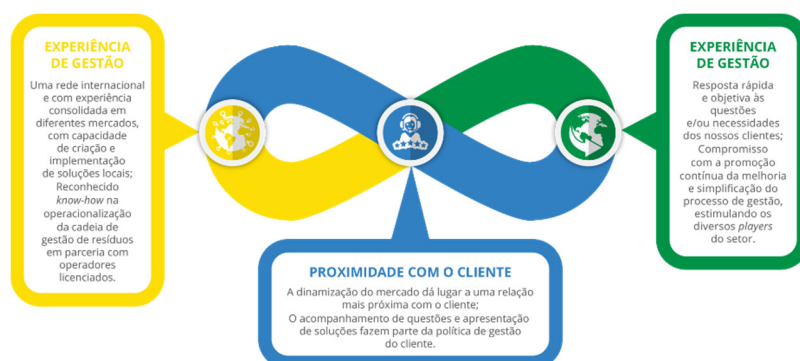 EXPERIÊNCIA
DE GESTÃO
Uma rede internacional
e com experiência
consolidada em
diferentes mercados,
com capacidade
de criação e
implementação
de soluções locais;
Reconhecido
know-how na
operacionalização
da cadeia de
gestão de resíduos
em parceria com
operadores
licenciados.
PROXIMIDADE COM O CLIENTE
A dinamização do mercado dá lugar a uma relação
mais próxima com o cliente;
O acompanhamento de questões e apresentação
de soluções fazem parte da política de gestão
do cliente.
EXPERIÊNCIA
DE GESTÃO
Resposta rápida
e objetiva às
questões
e/ou necessidades
dos nossos clientes;
Compromisso
com a promoção
contínua da melhoria
e simplificação do
processo de gestão,
estimulando os
diversos players
do setor.